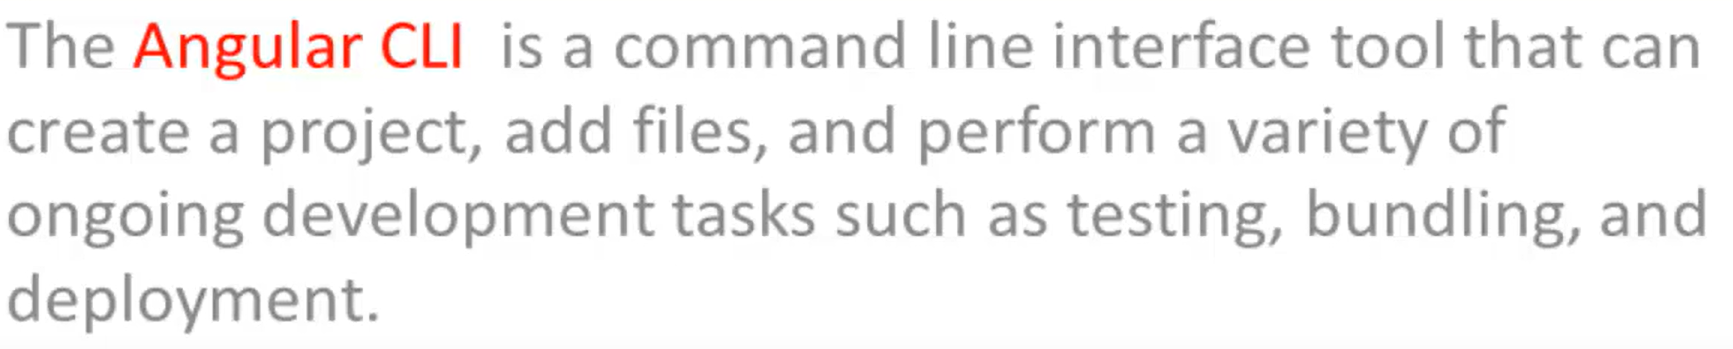 The Angular CLI is a command line interface tool that can
create a project, add files, and perform a variety of
ongoing development tasks such as testing, bundling, and
deployment.